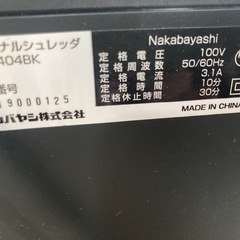 ナルシュレッダ
404BK
番号
19000125
バヤシ株式会社
Nakabayashi
定格電圧：100V
定格周波数：50/60Hz
定格電流：3.1A
定格時間：10分
定格休止時間：30分
MADE IN CHINA